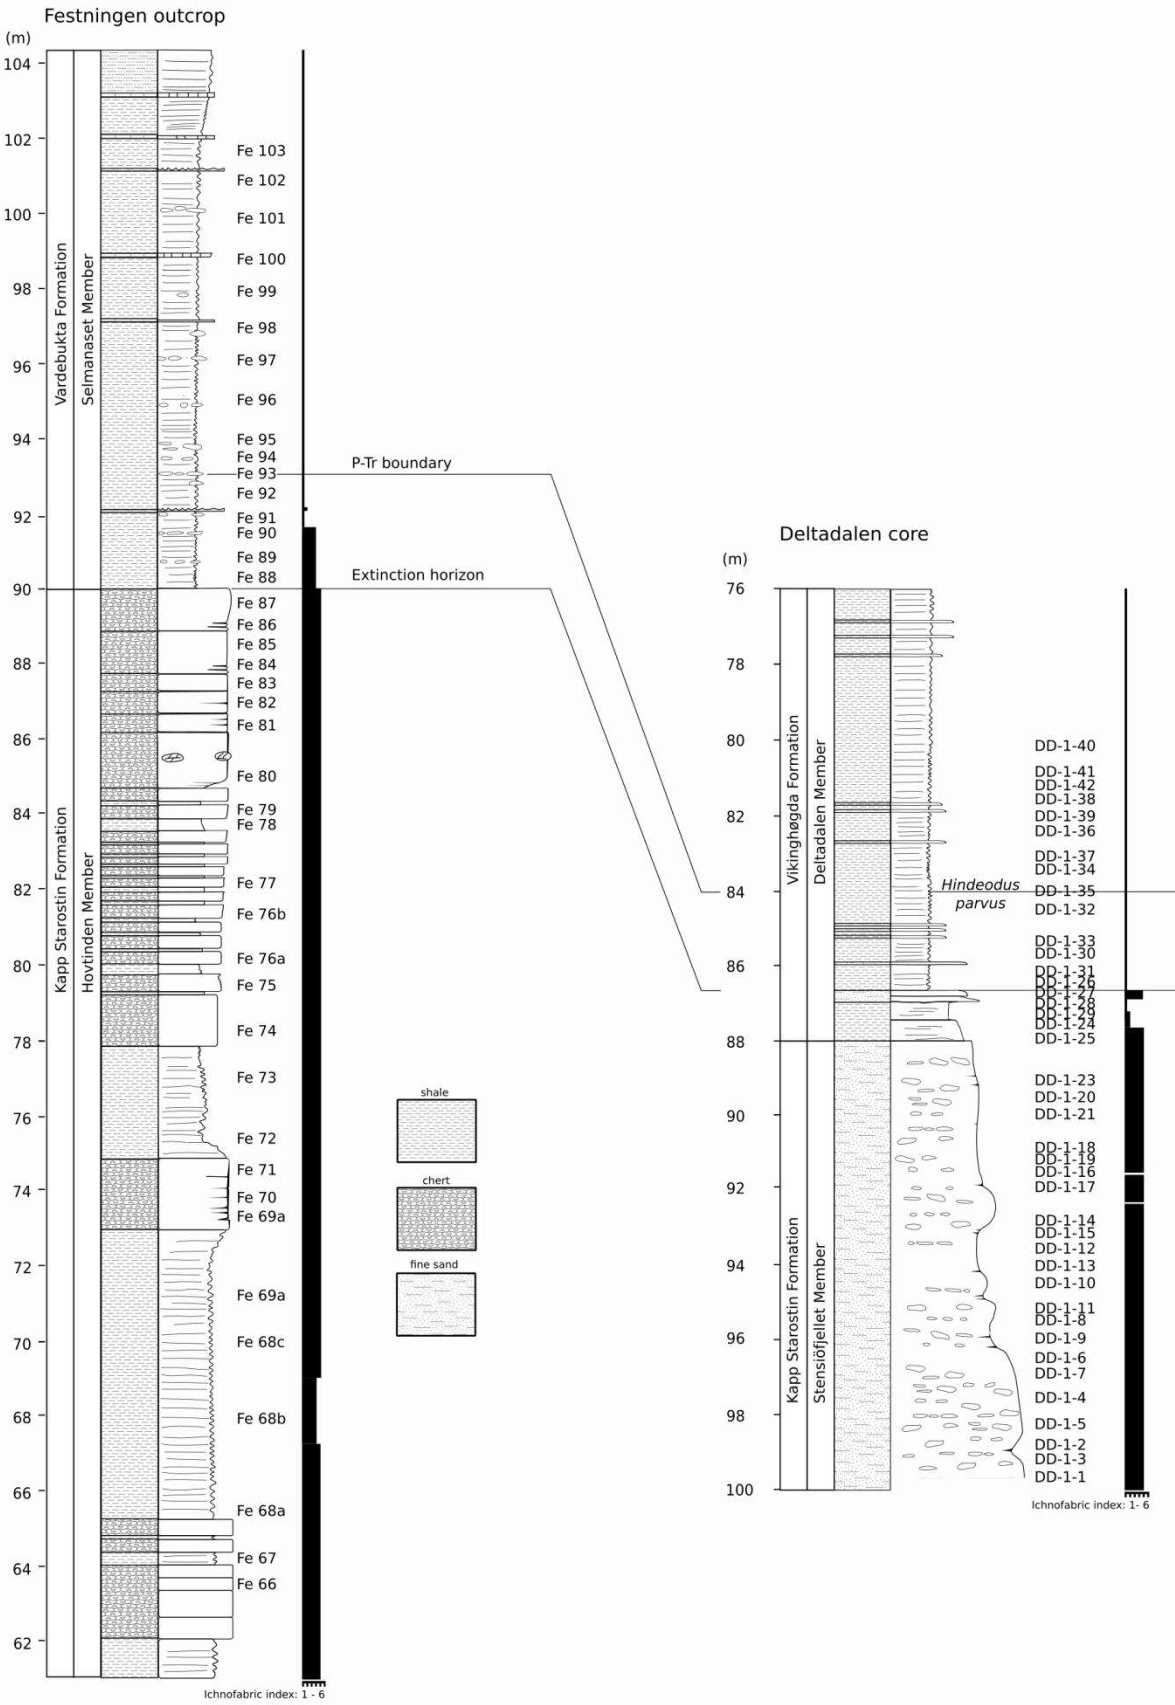 Festningen outcrop
(m)
104
102
100
98
96
94
92
90
88
86
84
82
80
78
76
74
72
70
68
66
64
62
Vardebukta Formation
Selmanaset Member
Kapp Starostin Formation
Hovtinden Member
Fe 103
Fe 102
Fe 101
Fe 100
Fe 99
Fe 98
Fe 97
Fe 96
Fe 95
Fe 94
Fe 93
Fe 92
Fe 91
Fe 90
Fe 89
Fe 88
Fe 87
Fe 86
Fe 85
Fe 84
Fe 83
Fe 82
Fe 81
Fe 80
Fe 79
Fe 78
Fe 77
Fe 76b
Fe 76a
Fe 75
Fe 74
Fe 73
Fe 72
Fe 71
Fe 70
Fe 69a
Fe 69a
Fe 68c
Fe 68b
Fe 68a
Fe 67
Fe 66
Ichnofabric index: 1 - 6
P-Tr boundary
Extinction horizon
shale
chert
fine sand
Deltadalen core
(m)
76
78
80
82
84
86
88
90
92
94
96
98
100
Vikinghøgda Formation
Deltadalen Member
Kapp Starostin Formation
Stensiöfjellet Member
Hindeodus
parvus
DD-1-40
DD-1-41
DD-1-42
DD-1-38
DD-1-39
DD-1-36
DD-1-37
DD-1-34
DD-1-35
DD-1-32
DD-1-33
DD-1-30
DD-1-31
DD-1-26
DD-1-27
DD-1-28
DD-1-29
DD-1-24
DD-1-25
DD-1-23
DD-1-20
DD-1-21
DD-1-18
DD-1-19
DD-1-16
DD-1-17
DD-1-14
DD-1-15
DD-1-12
DD-1-13
DD-1-10
DD-1-11
DD-1-8
DD-1-9
DD-1-6
DD-1-7
DD-1-4
DD-1-5
DD-1-2
DD-1-3
DD-1-1
Ichnofabric index: 1- 6